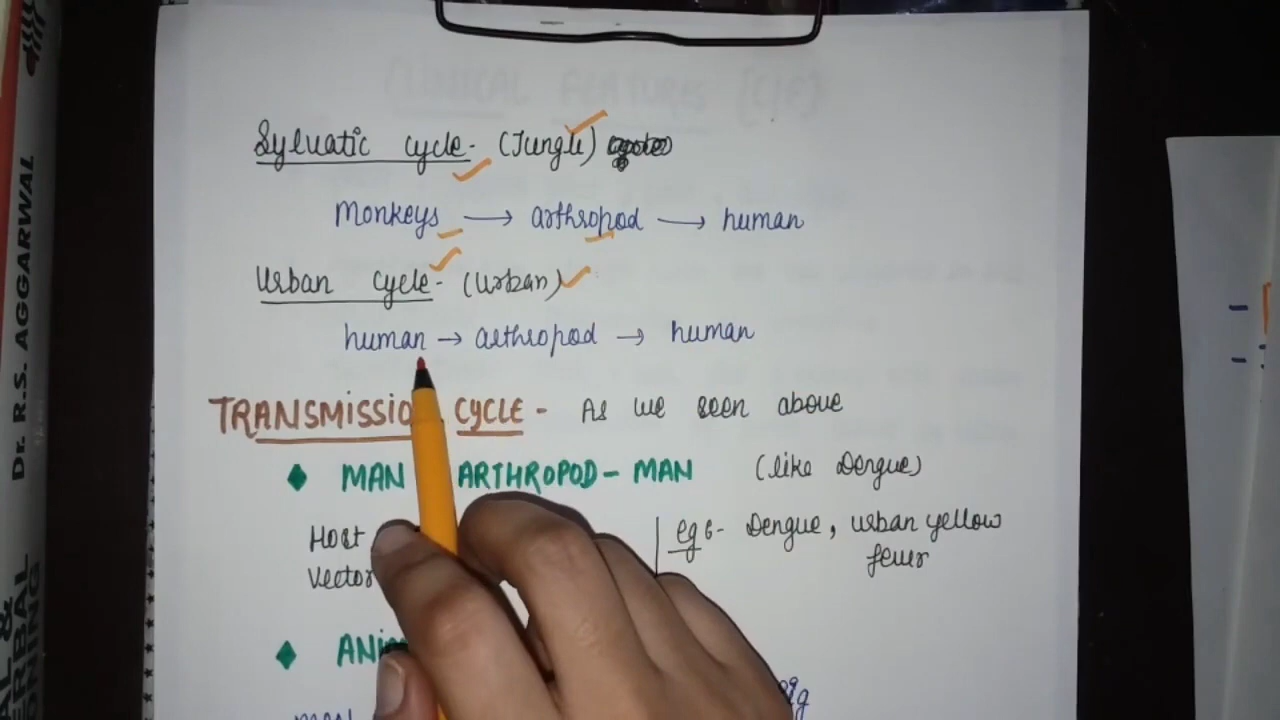 Sylvatic cycle- (Jungle)
Monkeys → arthropod → human
Urban cycle- (Urban)
human → arthropod → human
TRANSMISSION CYCLE - As we seen above
MAN ARTHROPOD - MAN (like Dengue)
Host
Vector
eg:- Dengue, urban yellow
fever
Dr. R.S. AGGARWAL